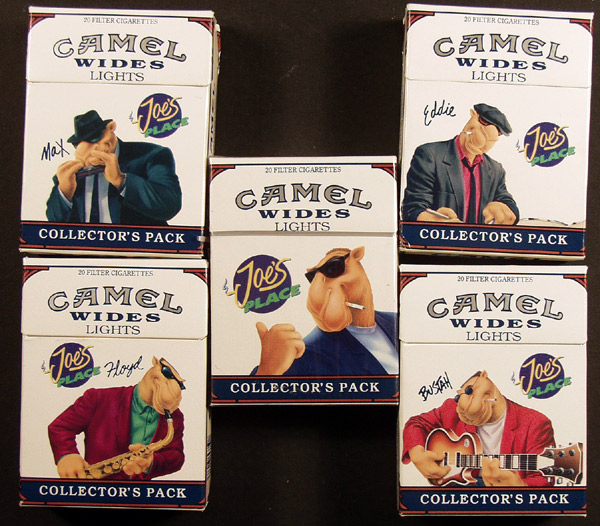 20 FILTER CIGARETTES
CAMEL
WIDES
LIGHTS
Max
Joe's
PLACE
COLLECTOR'S PACK
20 FILTER CIGARETTES
CAMEL
WIDES
LIGHTS
Eddie
Joe's
PLACE
COLLECTOR'S PACK
20 FILTER CIGARETTES
CAMEL
WIDES
LIGHTS
Joe's
PLACE
COLLECTOR'S PACK
20 FILTER CIGARETTES
CAMEL
WIDES
LIGHTS
Joe's
PLACE
Floyd
COLLECTOR'S PACK
20 FILTER CIGARETTES
CAMEL
WIDES
LIGHTS
BUSTAH
Joe's
PLACE
COLLECTOR'S PACK